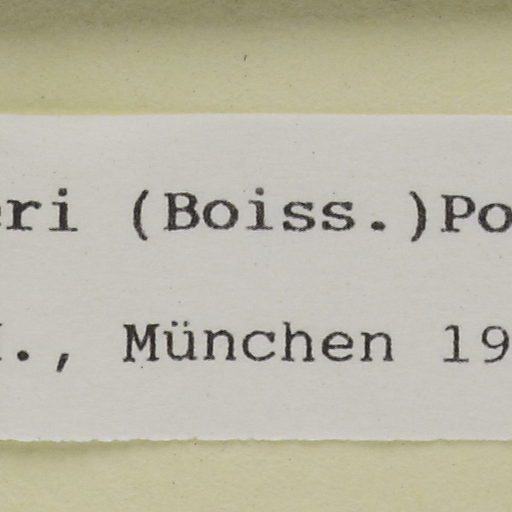 eri (Boiss.)Po
., München 19